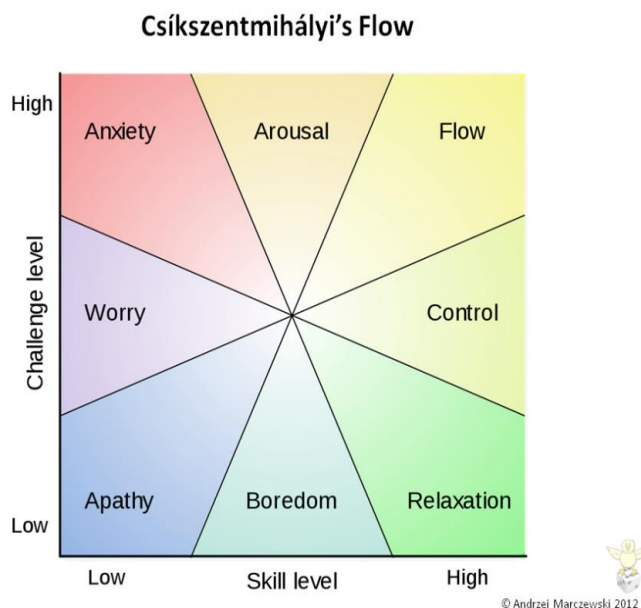 Csíkszentmihályi's Flow
High
Anxiety
Arousal
Flow
Challenge level
Worry
Control
Apathy
Boredom
Relaxation
Low
Low
Skill level
High
© Andrzej Marczewski 2012